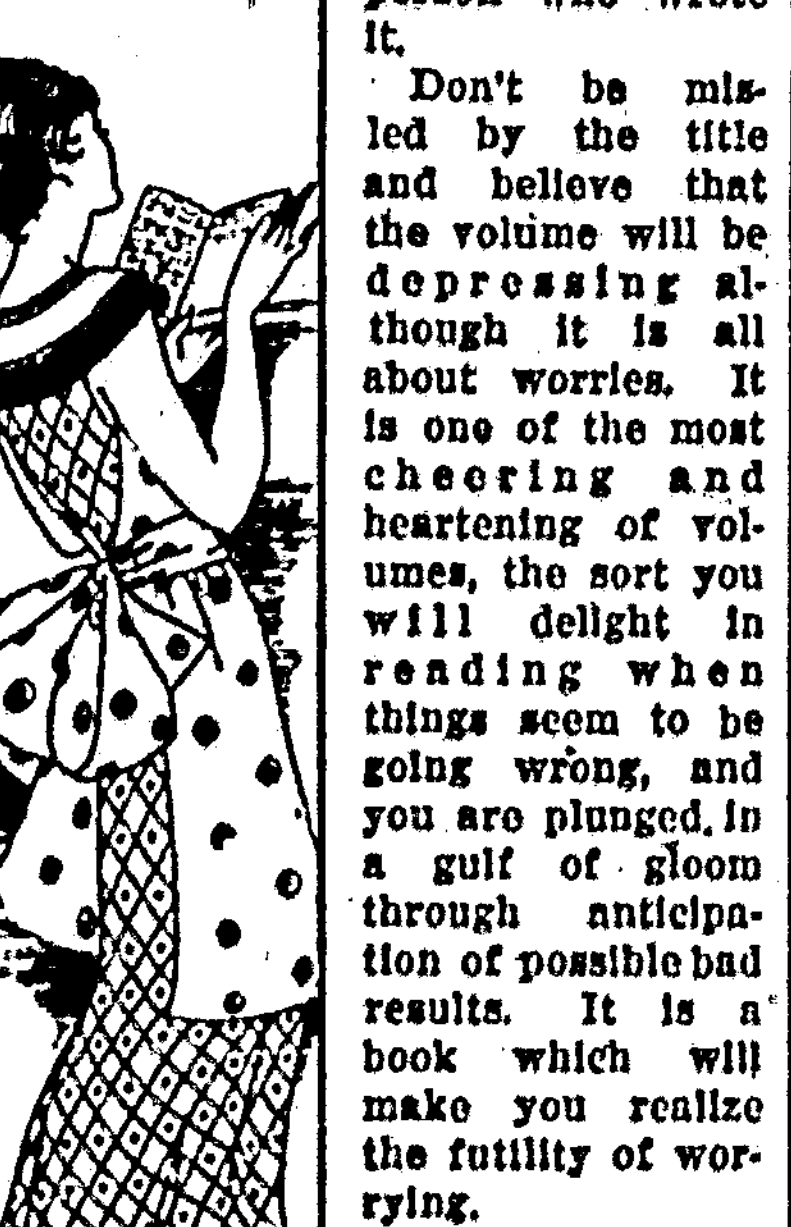 person who wrote
it.
Don't be mis-
led by the title
and believe that
the volume will be
depressing al-
though it is all
about worries. It
is one of the most
cheering and
heartening of vol-
umes, the sort you
will delight in
reading when
things seem to be
going wrong, and
you are plunged in
a gulf of gloom
through anticipa-
tion of possible bad
results. It is a
book which will
make you realize
the futility of wor-
rying.